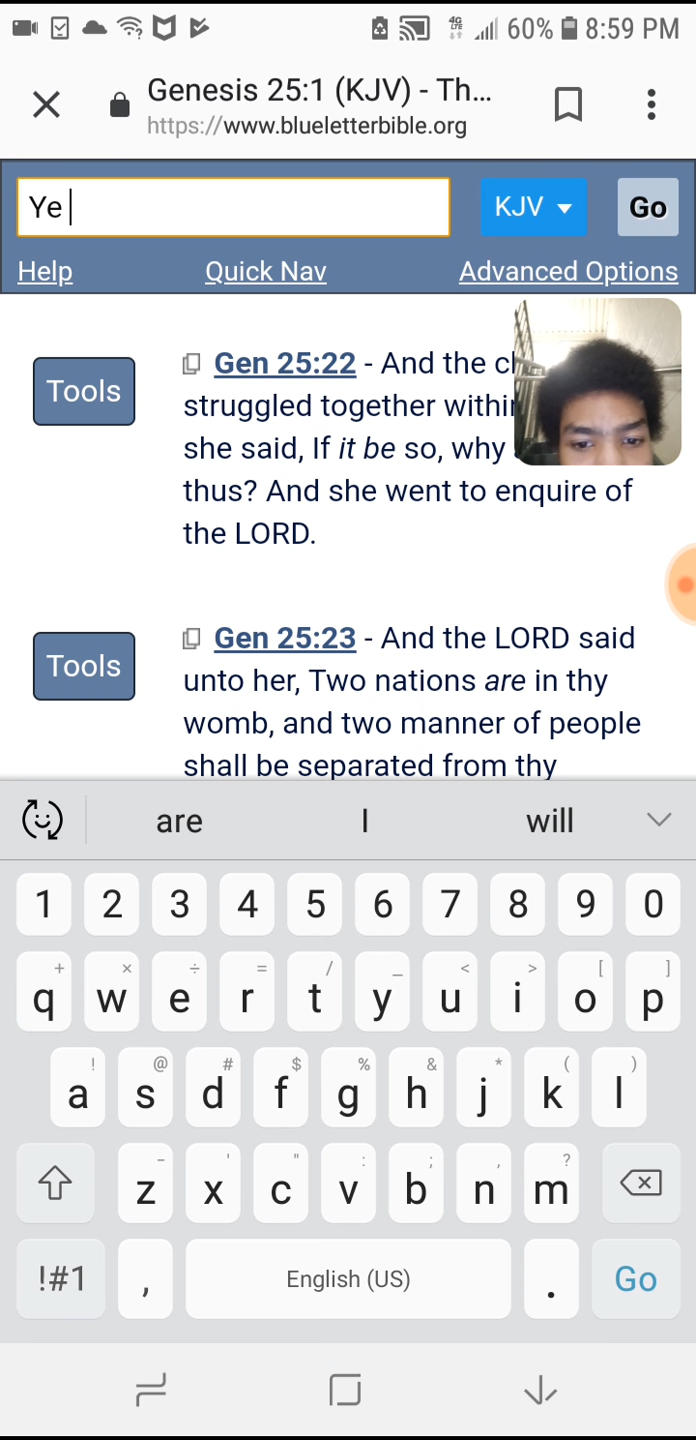 60% 8:59 PM
4G LTE
Genesis 25:1 (KJV) - Th...
https://www.blueletterbible.org
Ye
KJV
Go
Help Quick Nav Advanced Options
Tools
Gen 25:22 - And the
struggled together
she said, If it be so, why
thus? And she went to enquire of
the LORD.
Tools
Gen 25:23 - And the LORD said
unto her, Two nations are in thy
womb, and two manner of people
shall be separated from thy
are I will
1 2 3 4 5 6 7 8 9 0
+ × ÷ = / _ < > [ ]
q w e r t y u i o p
! @ # $ % & * ( )
a s d f g h j k l
- ' " : ; , ?
z x c v b n m
!#1 , English (US) . Go